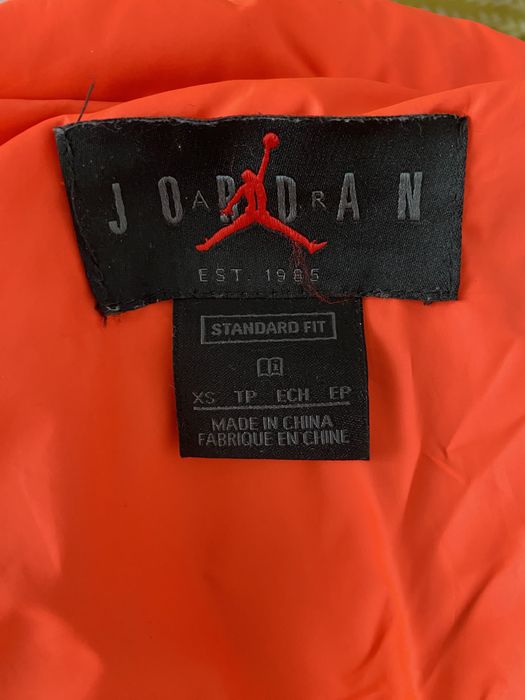 JORDAN
AIR
EST. 1985
STANDARD FIT
XS TP ECH EP
MADE IN CHINA
FABRIQUE EN CHINE